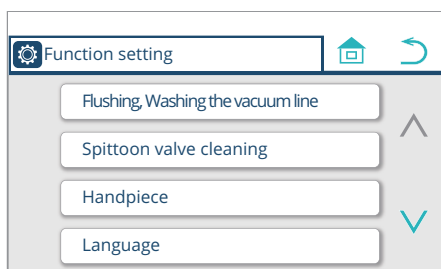 Function setting
Flushing, Washing the vacuum line
Spittoon valve cleaning
Handpiece
Language